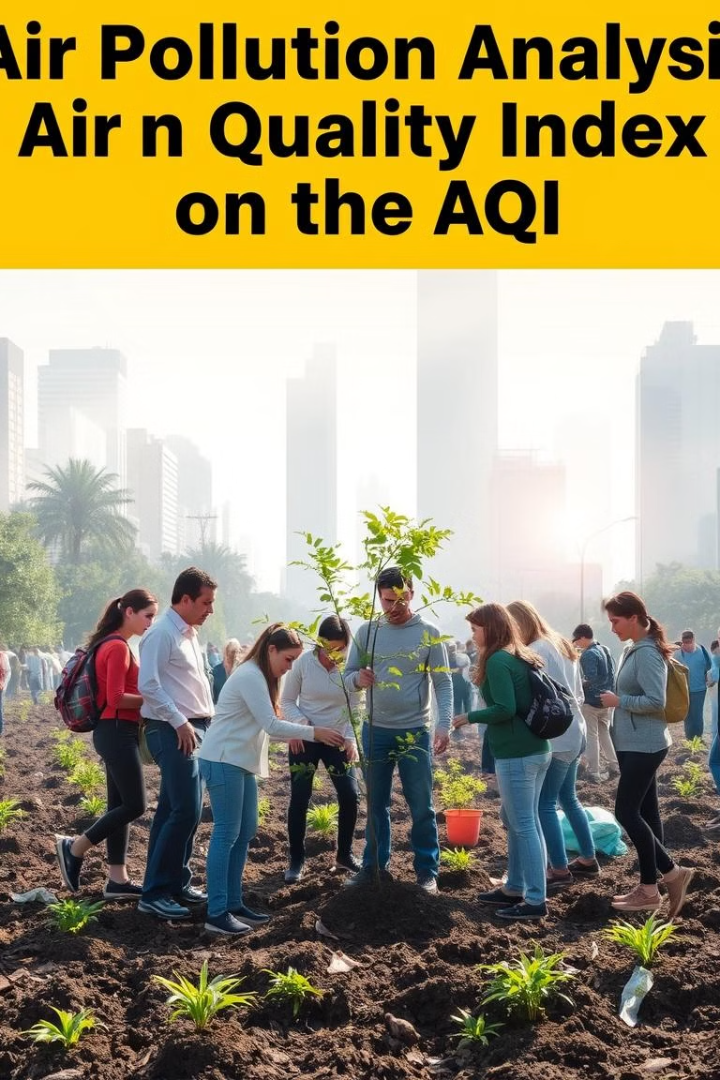 Air Pollution Analysi
Air n Quality Index
on the AQI